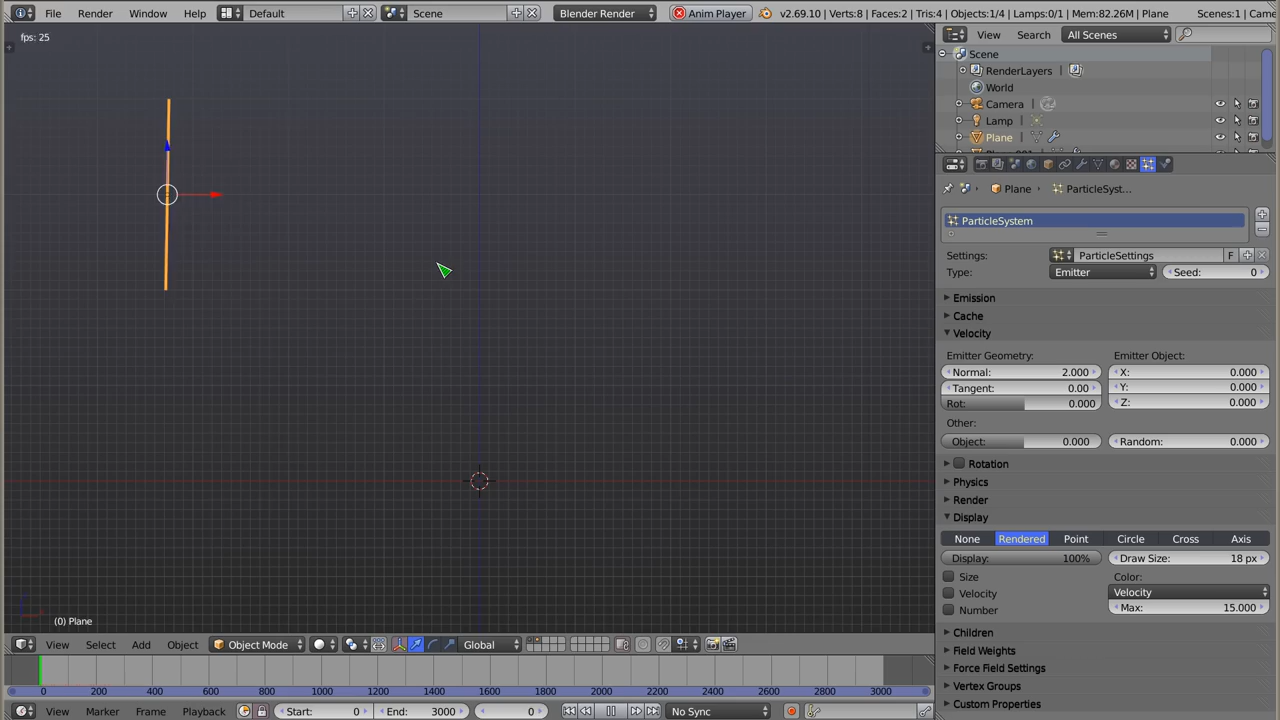 File Render Window Help Default Scene Blender Render Anim Player v2.69.10 | Verts:8 | Faces:2 | Tris:4 | Objects:1/4 | Lamps:0/1 | Mem:82.26M | Plane Scenes:1 | Came
fps: 25
View Search All Scenes
Scene
RenderLayers
World
Camera
Lamp
Plane
Plane ParticleSyst...
ParticleSystem
Settings: ParticleSettings F
Type: Emitter Seed: 0
Emission
Cache
Velocity
Emitter Geometry: Emitter Object:
Normal: 2.000 X: 0.000
Tangent: 0.00 Y: 0.000
Rot: 0.000 Z: 0.000
Other:
Object: 0.000 Random: 0.000
Rotation
Physics
Render
Display
None Rendered Point Circle Cross Axis
Display: 100% Draw Size: 18 px
Size Color:
Velocity Velocity
Number Max: 15.000
Children
Field Weights
Force Field Settings
Vertex Groups
Custom Properties
(0) Plane
View Select Add Object Object Mode Global
0 200 400 600 800 1000 1200 1400 1600 1800 2000 2200 2400 2600 2800 3000
View Marker Frame Playback Start: 0 End: 3000 0 No Sync